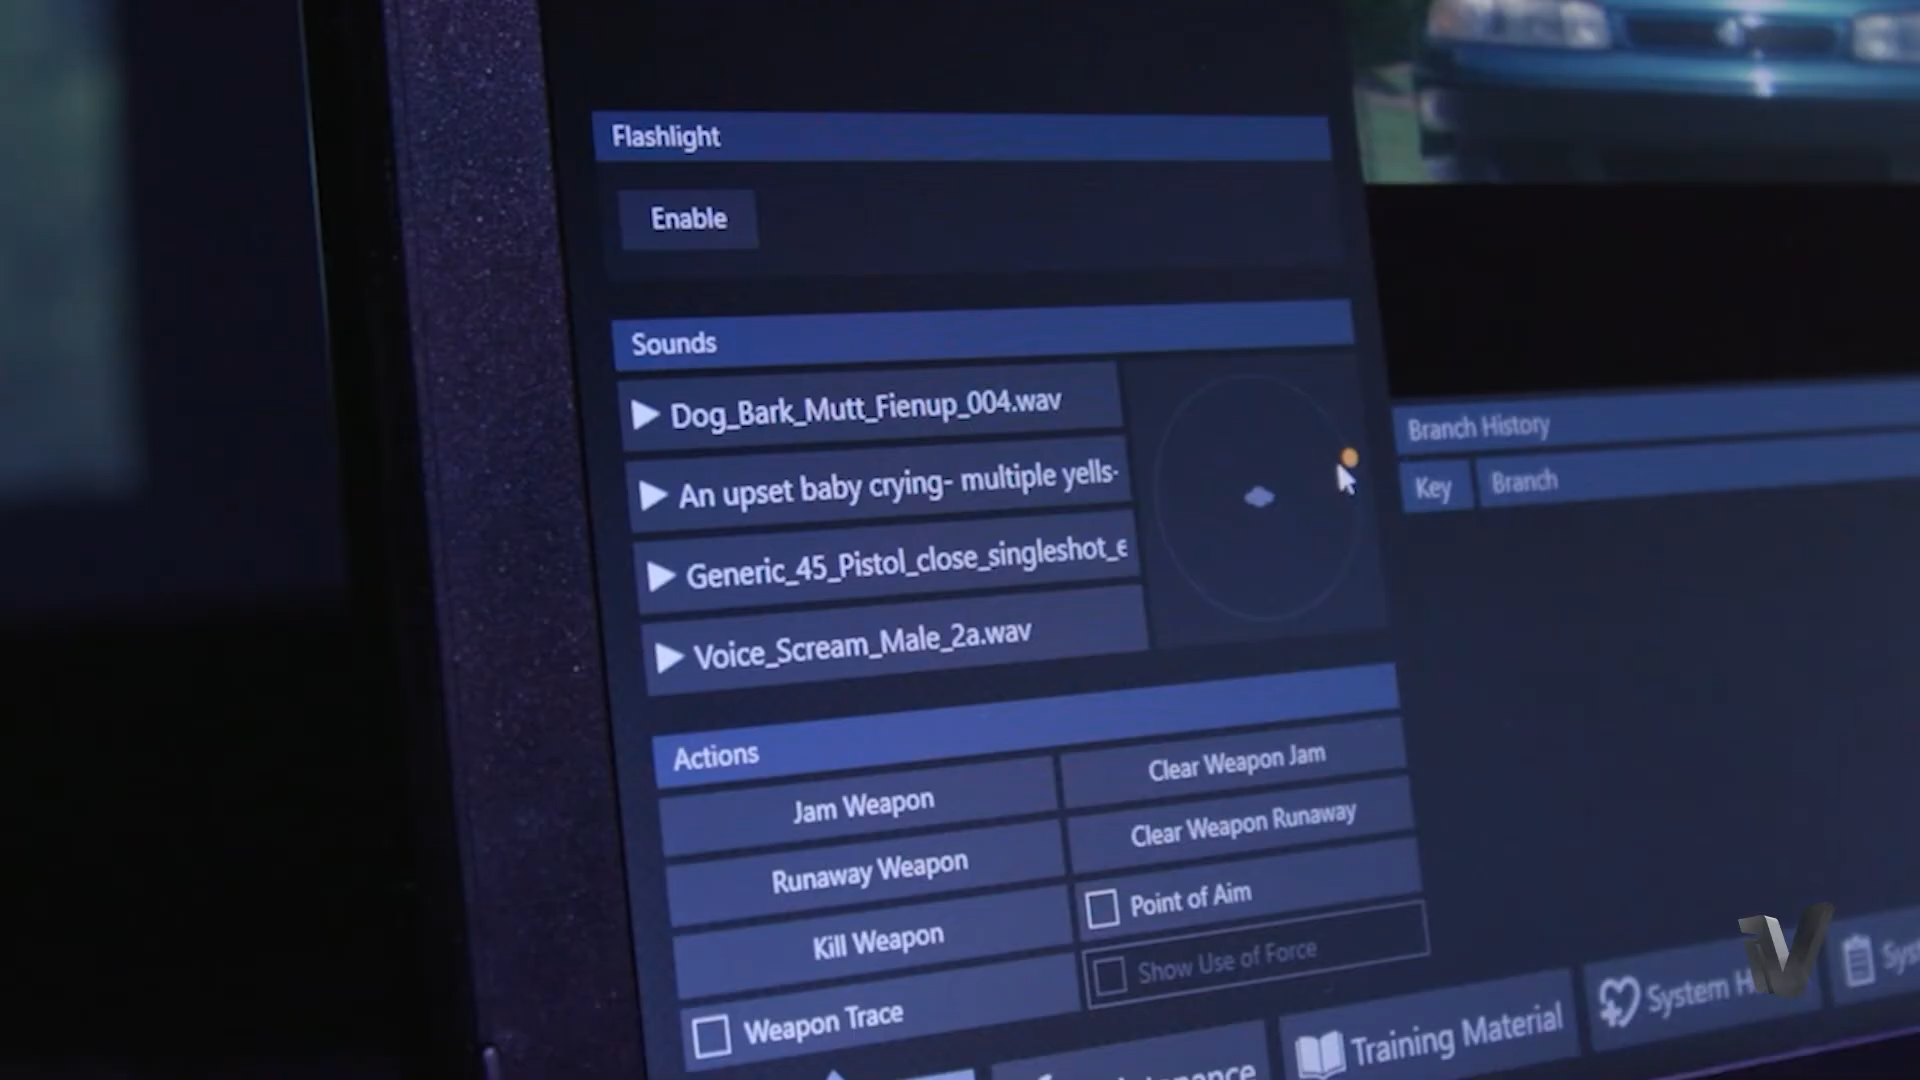 Flashlight
Enable
Sounds
Dog_Bark_Mutt_Fienup_004.wav
An upset baby crying- multiple yells-
Generic_45_Pistol_close_singleshot_e
Voice_Scream_Male_2a.wav
Branch History
Key Branch
Actions
Jam Weapon
Clear Weapon Jam
Runaway Weapon
Clear Weapon Runaway
Kill Weapon
Point of Aim
Weapon Trace
Show Use of Force
Training Material
System